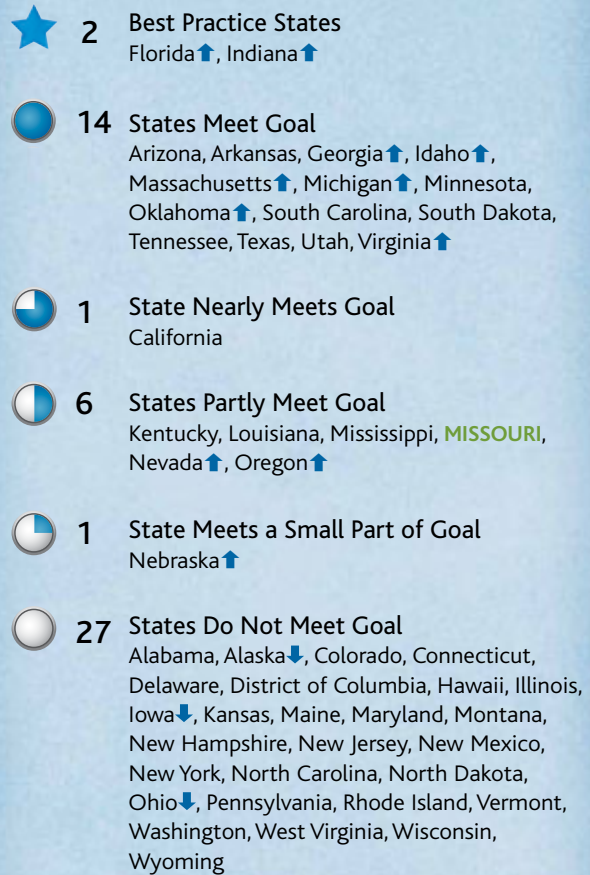 2 Best Practice States
Florida⬆, Indiana⬆
14 States Meet Goal
Arizona, Arkansas, Georgia⬆, Idaho⬆,
Massachusetts⬆, Michigan⬆, Minnesota,
Oklahoma⬆, South Carolina, South Dakota,
Tennessee, Texas, Utah, Virginia⬆
1 State Nearly Meets Goal
California
6 States Partly Meet Goal
Kentucky, Louisiana, Mississippi, MISSOURI,
Nevada⬆, Oregon⬆
1 State Meets a Small Part of Goal
Nebraska⬆
27 States Do Not Meet Goal
Alabama, Alaska⬇, Colorado, Connecticut,
Delaware, District of Columbia, Hawaii, Illinois,
Iowa⬇, Kansas, Maine, Maryland, Montana,
New Hampshire, New Jersey, New Mexico,
New York, North Carolina, North Dakota,
Ohio⬇, Pennsylvania, Rhode Island, Vermont,
Washington, West Virginia, Wisconsin,
Wyoming